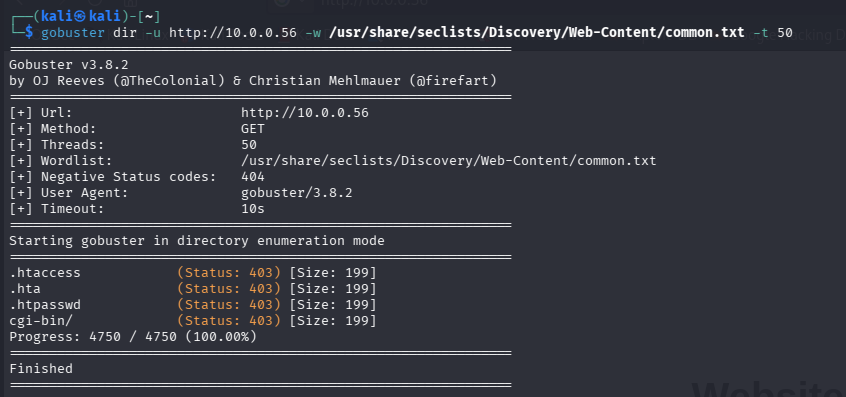 ┌──(kali㉿kali)-[~]
└─$ gobuster dir -u http://10.0.0.56 -w /usr/share/seclists/Discovery/Web-Content/common.txt -t 50
===============================================================
Gobuster v3.8.2
by OJ Reeves (@TheColonial) & Christian Mehlmauer (@firefart)
===============================================================
[+] Url:                     http://10.0.0.56
[+] Method:                  GET
[+] Threads:                 50
[+] Wordlist:                /usr/share/seclists/Discovery/Web-Content/common.txt
[+] Negative Status codes:   404
[+] User Agent:              gobuster/3.8.2
[+] Timeout:                 10s
===============================================================
Starting gobuster in directory enumeration mode
===============================================================
.htaccess            (Status: 403) [Size: 199]
.hta                 (Status: 403) [Size: 199]
.htpasswd            (Status: 403) [Size: 199]
cgi-bin/             (Status: 403) [Size: 199]
Progress: 4750 / 4750 (100.00%)
===============================================================
Finished
===============================================================
Website